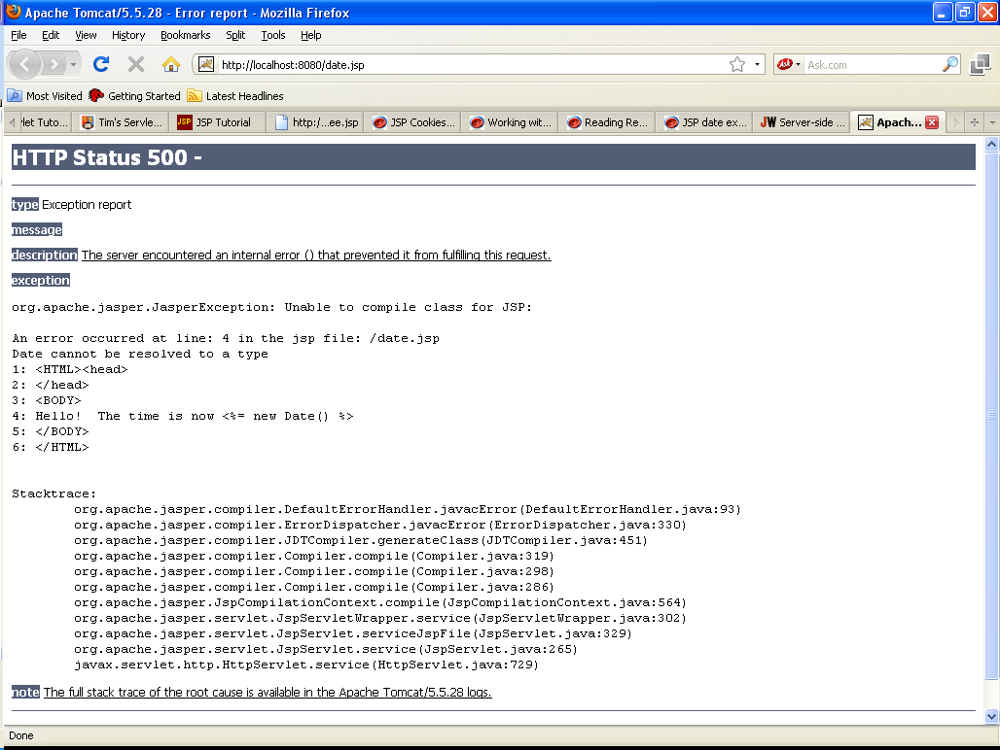 Apache Tomcat/5.5.28 - Error report - Mozilla Firefox
File Edit View History Bookmarks Split Tools Help
http://localhost:8080/date.jsp Ask Ask.com
Most Visited Getting Started Latest Headlines
'let Tuto... Tim's Servle... JSP JSP Tutorial http:/...ee.jsp JSP Cookies... Working wit... Reading Re... JSP date ex... JW Server-side ... Apach...
HTTP Status 500 -
type Exception report
message
description The server encountered an internal error () that prevented it from fulfilling this request.
exception
org.apache.jasper.JasperException: Unable to compile class for JSP:
An error occurred at line: 4 in the jsp file: /date.jsp
Date cannot be resolved to a type
1: <HTML><head>
2: </head>
3: <BODY>
4: Hello!  The time is now <%= new Date() %>
5: </BODY>
6: </HTML>
Stacktrace:
org.apache.jasper.compiler.DefaultErrorHandler.javacError(DefaultErrorHandler.java:93)
org.apache.jasper.compiler.ErrorDispatcher.javacError(ErrorDispatcher.java:330)
org.apache.jasper.compiler.JDTCompiler.generateClass(JDTCompiler.java:451)
org.apache.jasper.compiler.Compiler.compile(Compiler.java:319)
org.apache.jasper.compiler.Compiler.compile(Compiler.java:298)
org.apache.jasper.compiler.Compiler.compile(Compiler.java:286)
org.apache.jasper.JspCompilationContext.compile(JspCompilationContext.java:564)
org.apache.jasper.servlet.JspServletWrapper.service(JspServletWrapper.java:302)
org.apache.jasper.servlet.JspServlet.serviceJspFile(JspServlet.java:329)
org.apache.jasper.servlet.JspServlet.service(JspServlet.java:265)
javax.servlet.http.HttpServlet.service(HttpServlet.java:729)
note The full stack trace of the root cause is available in the Apache Tomcat/5.5.28 logs.
Done